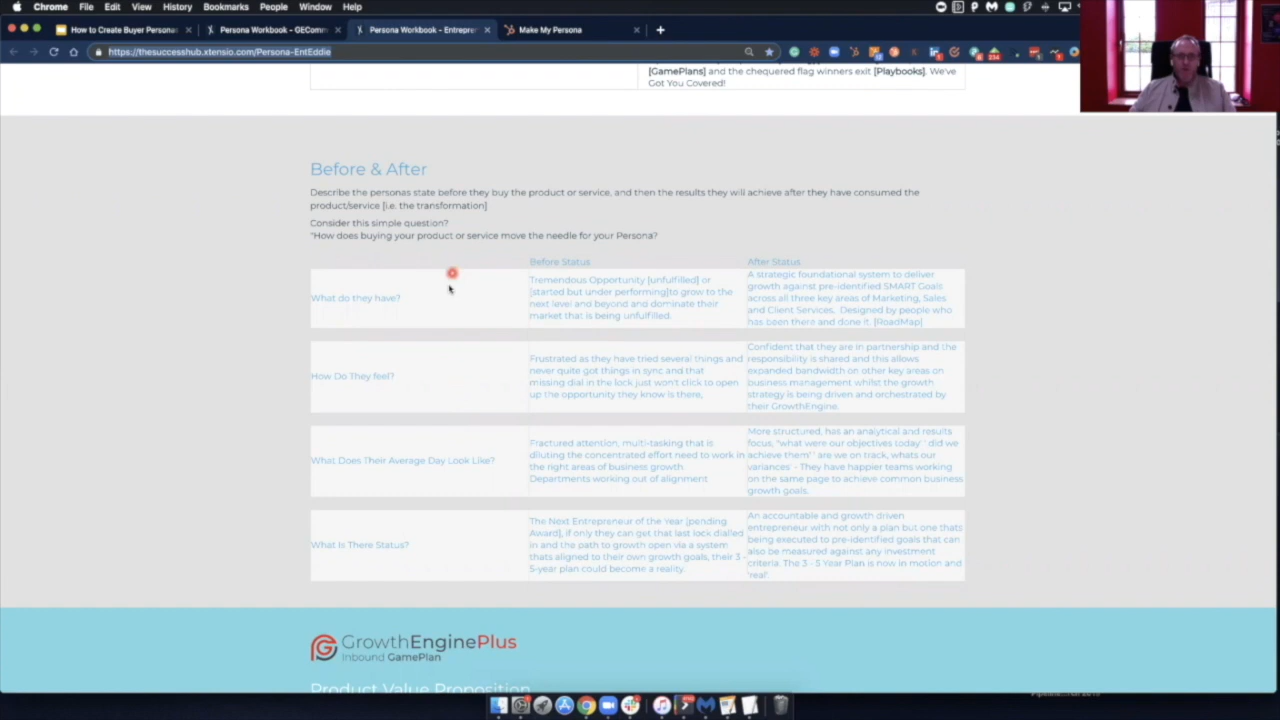 Chrome File Edit View History Bookmarks People Window Help
How to Create Buyer Personas
Persona Workbook - GEComm
Persona Workbook - Entrepre
Make My Persona
https://thesuccesshub.xtensio.com/Persona-EntEddie
[GamePlans] and the chequered flag winners exit [Playbooks]. We've
Got You Covered!
Before & After
Describe the personas state before they buy the product or service, and then the results they will achieve after they have consumed the
product/service [i.e. the transformation]
Consider this simple question?
"How does buying your product or service move the needle for your Persona?
Before Status
After Status
What do they have?
Tremendous Opportunity [unfulfilled] or
[started but under performing]to grow to the
next level and beyond and dominate their
market that is being unfulfilled.
A strategic foundational system to deliver
growth against pre-identified SMART Goals
across all three key areas of Marketing, Sales
and Client Services. Designed by people who
has been there and done it. [RoadMap]
How Do They feel?
Frustrated as they have tried several things and
never quite got things in sync and that
missing dial in the lock just won't click to open
up the opportunity they know is there,
Confident that they are in partnership and the
responsibility is shared and this allows
expanded bandwidth on other key areas on
business management whilst the growth
strategy is being driven and orchestrated by
their GrowthEngine.
What Does Their Average Day Look Like?
Fractured attention, multi-tasking that is
diluting the concentrated effort need to work in
the right areas of business growth.
Departments working out of alignment
More structured, has an analytical and results
focus, "what were our objectives today' ' did we
achieve them' ' are we on track, whats our
variances' - They have happier teams working
on the same page to achieve common business
growth goals.
What Is There Status?
The Next Entrepreneur of the Year [pending
Award], if only they can get that last lock dialled
in and the path to growth open via a system
thats aligned to their own growth goals, their 3 -
5-year plan could become a reality.
An accountable and growth driven
entrepreneur with not only a plan but one thats
being executed to pre-identified goals that can
also be measured against any investment
criteria. The 3 - 5 Year Plan is now in motion and
'real'.
GrowthEnginePlus
Inbound GamePlan
Product Value Proposition